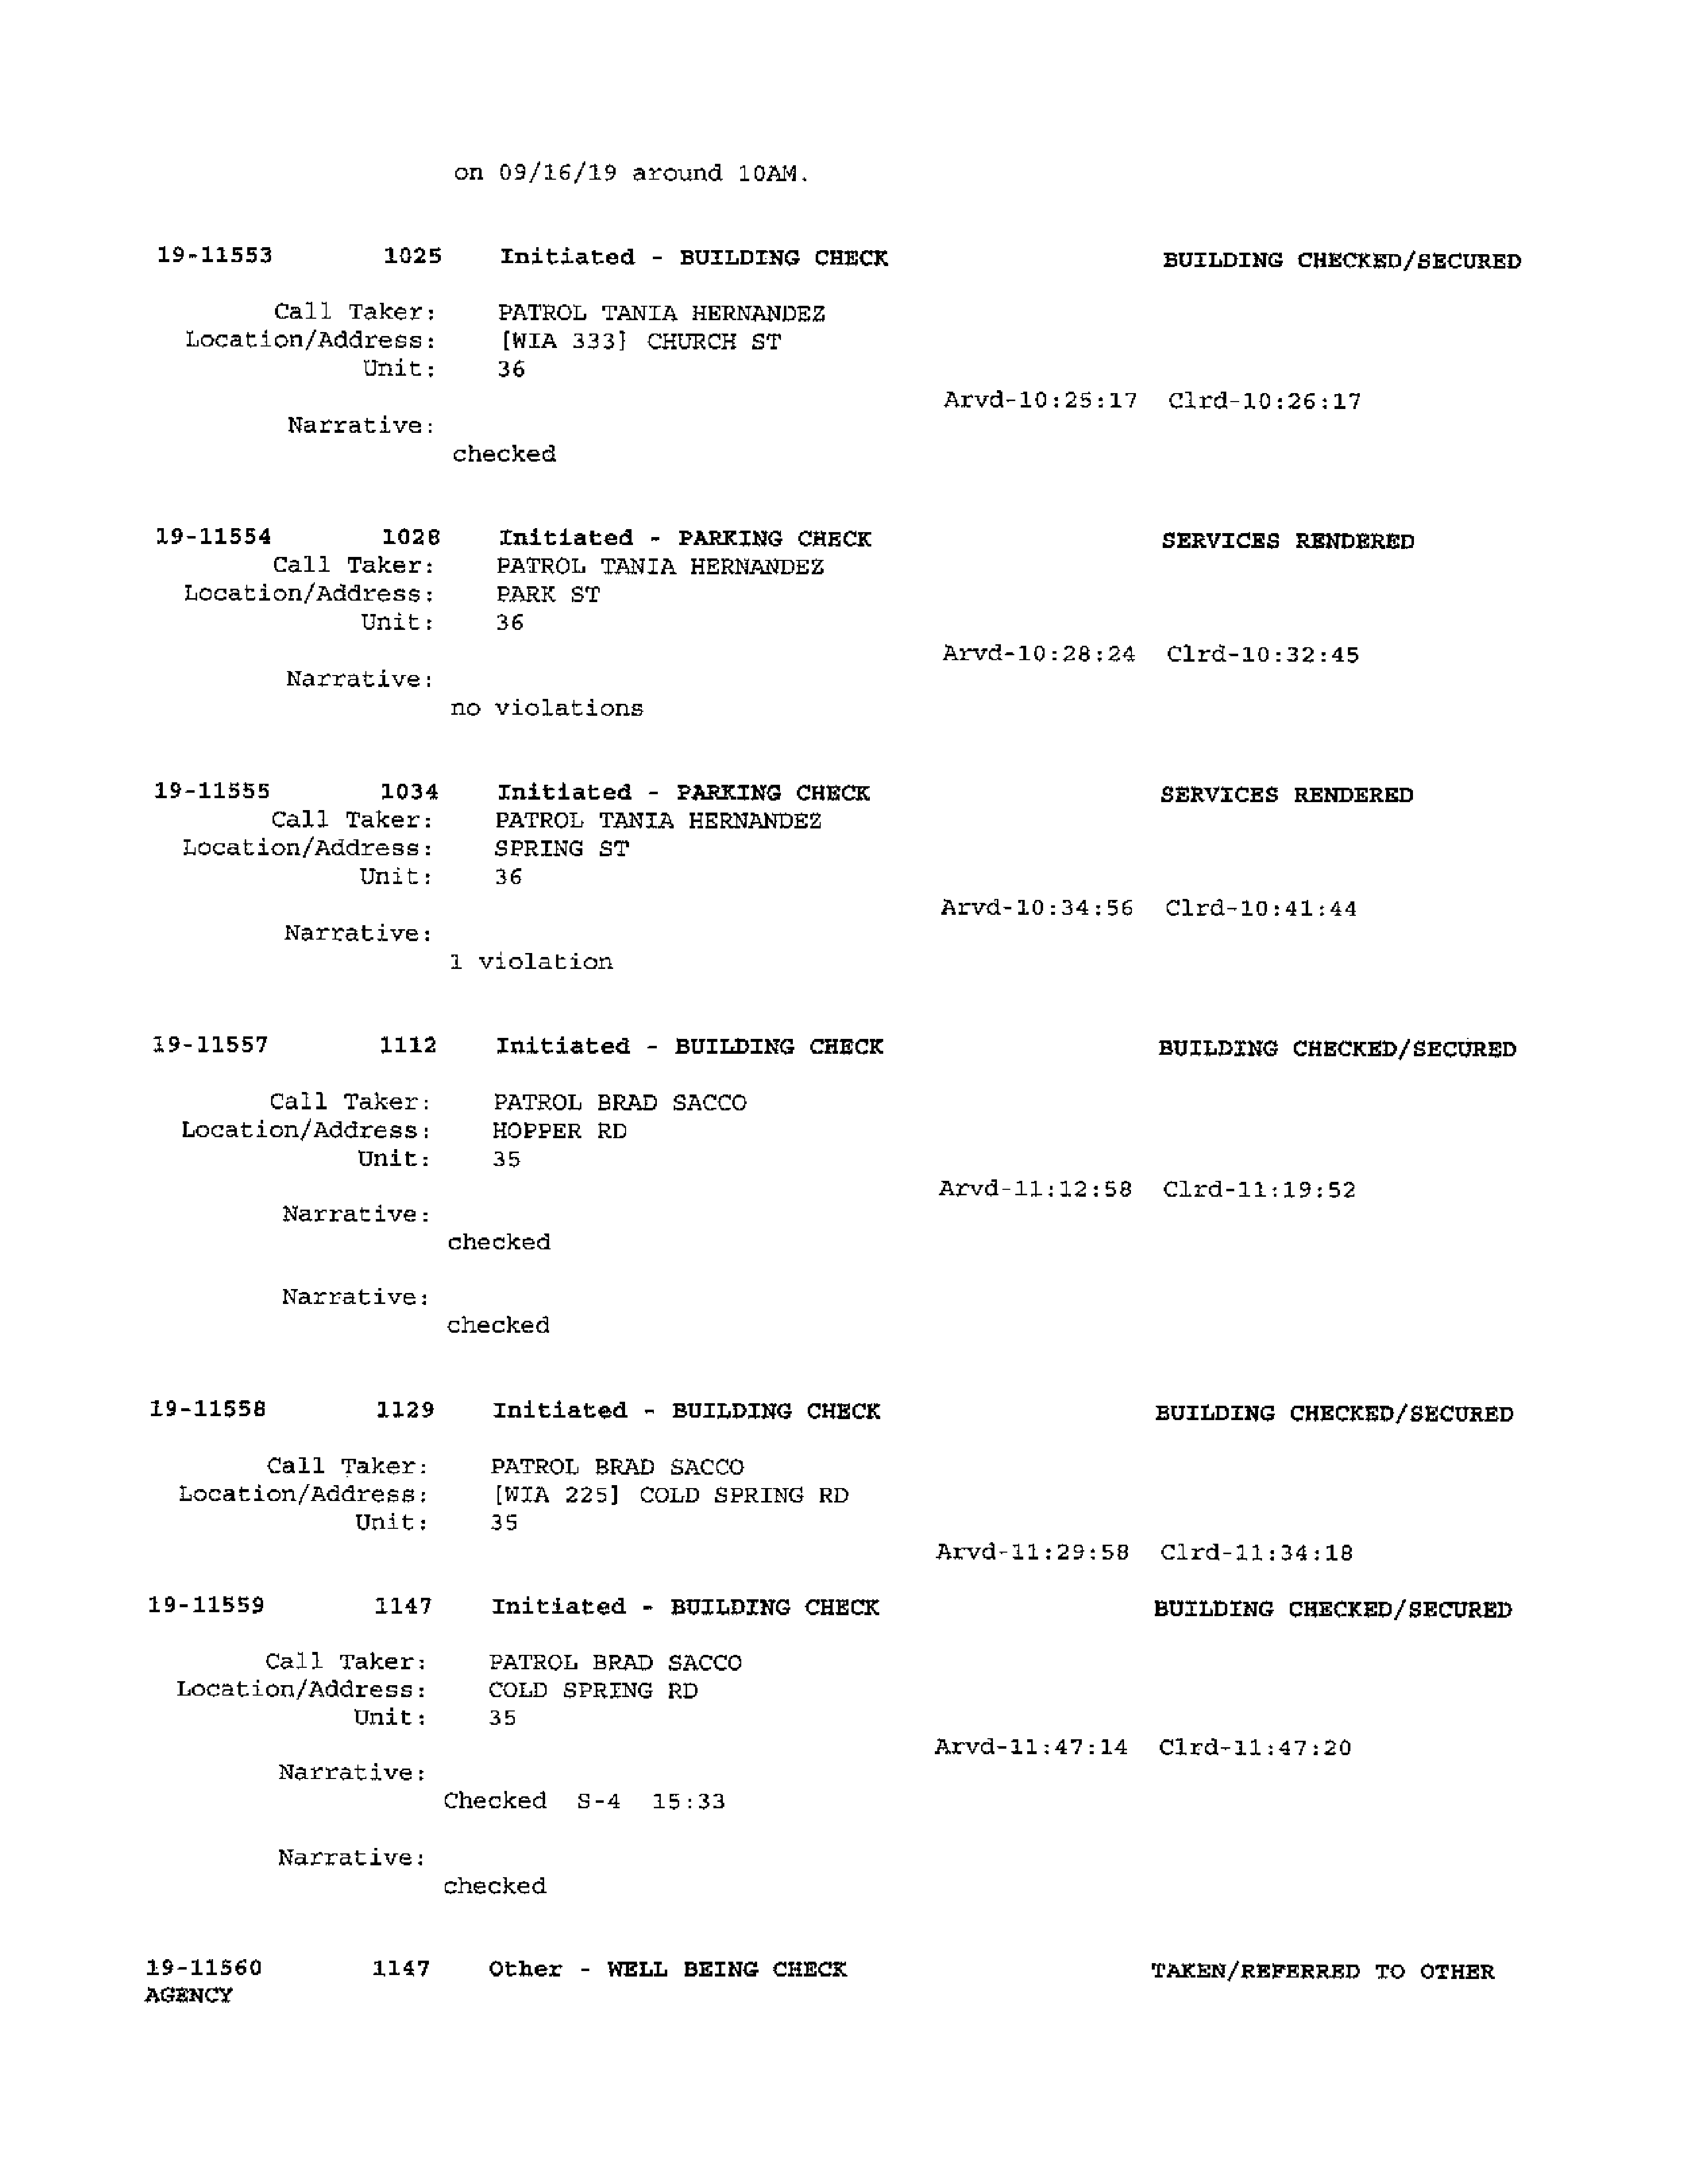 on 09/16/19 around 10AM.
19-11553 1025 Initiated - BUILDING CHECK BUILDING CHECKED/SECURED
Call Taker: PATROL TANIA HERNANDEZ
Location/Address: [WIA 333] CHURCH ST
Unit: 36
Arvd-10:25:17 Clrd-10:26:17
Narrative:
checked
19-11554 1028 Initiated - PARKING CHECK SERVICES RENDERED
Call Taker: PATROL TANIA HERNANDEZ
Location/Address: PARK ST
Unit: 36
Arvd-10:28:24 Clrd-10:32:45
Narrative:
no violations
19-11555 1034 Initiated - PARKING CHECK SERVICES RENDERED
Call Taker: PATROL TANIA HERNANDEZ
Location/Address: SPRING ST
Unit: 36
Arvd-10:34:56 Clrd-10:41:44
Narrative:
1 violation
19-11557 1112 Initiated - BUILDING CHECK BUILDING CHECKED/SECURED
Call Taker: PATROL BRAD SACCO
Location/Address: HOPPER RD
Unit: 35
Arvd-11:12:58 Clrd-11:19:52
Narrative:
checked
Narrative:
checked
19-11558 1129 Initiated - BUILDING CHECK BUILDING CHECKED/SECURED
Call Taker: PATROL BRAD SACCO
Location/Address: [WIA 225] COLD SPRING RD
Unit: 35
Arvd-11:29:58 Clrd-11:34:18
19-11559 1147 Initiated - BUILDING CHECK BUILDING CHECKED/SECURED
Call Taker: PATROL BRAD SACCO
Location/Address: COLD SPRING RD
Unit: 35
Arvd-11:47:14 Clrd-11:47:20
Narrative:
Checked S-4 15:33
Narrative:
checked
19-11560 1147 Other - WELL BEING CHECK TAKEN/REFERRED TO OTHER
AGENCY